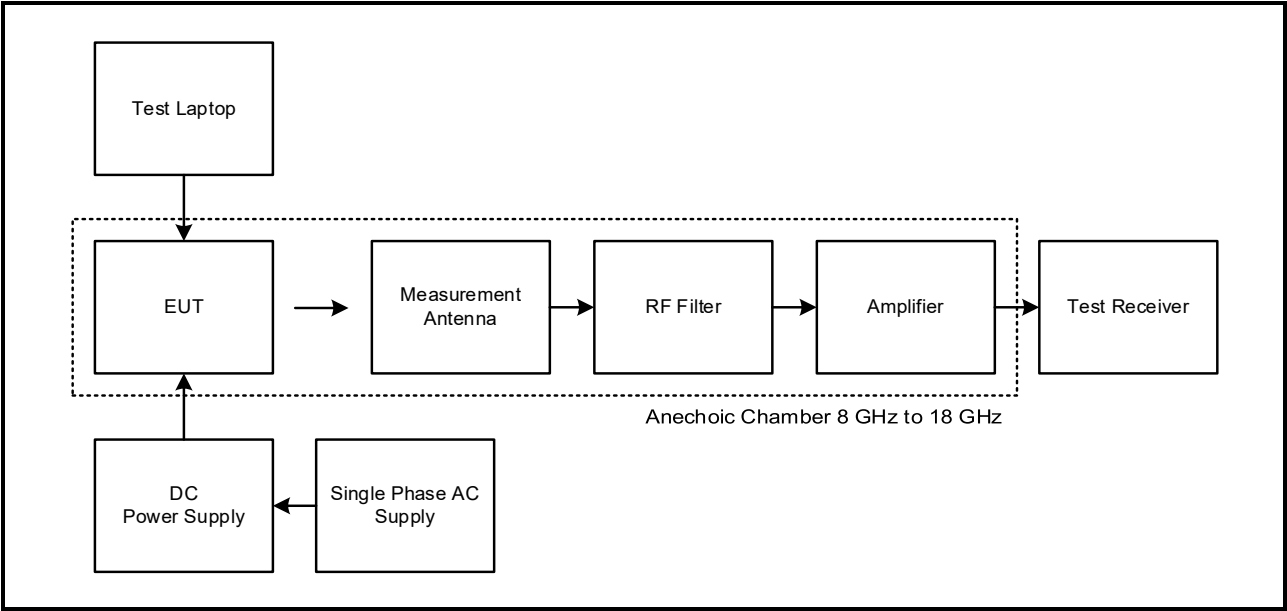 Test Laptop
EUT
Measurement
Antenna
RF Filter
Amplifier
Test Receiver
Anechoic Chamber 8 GHz to 18 GHz
DC
Power Supply
Single Phase AC
Supply